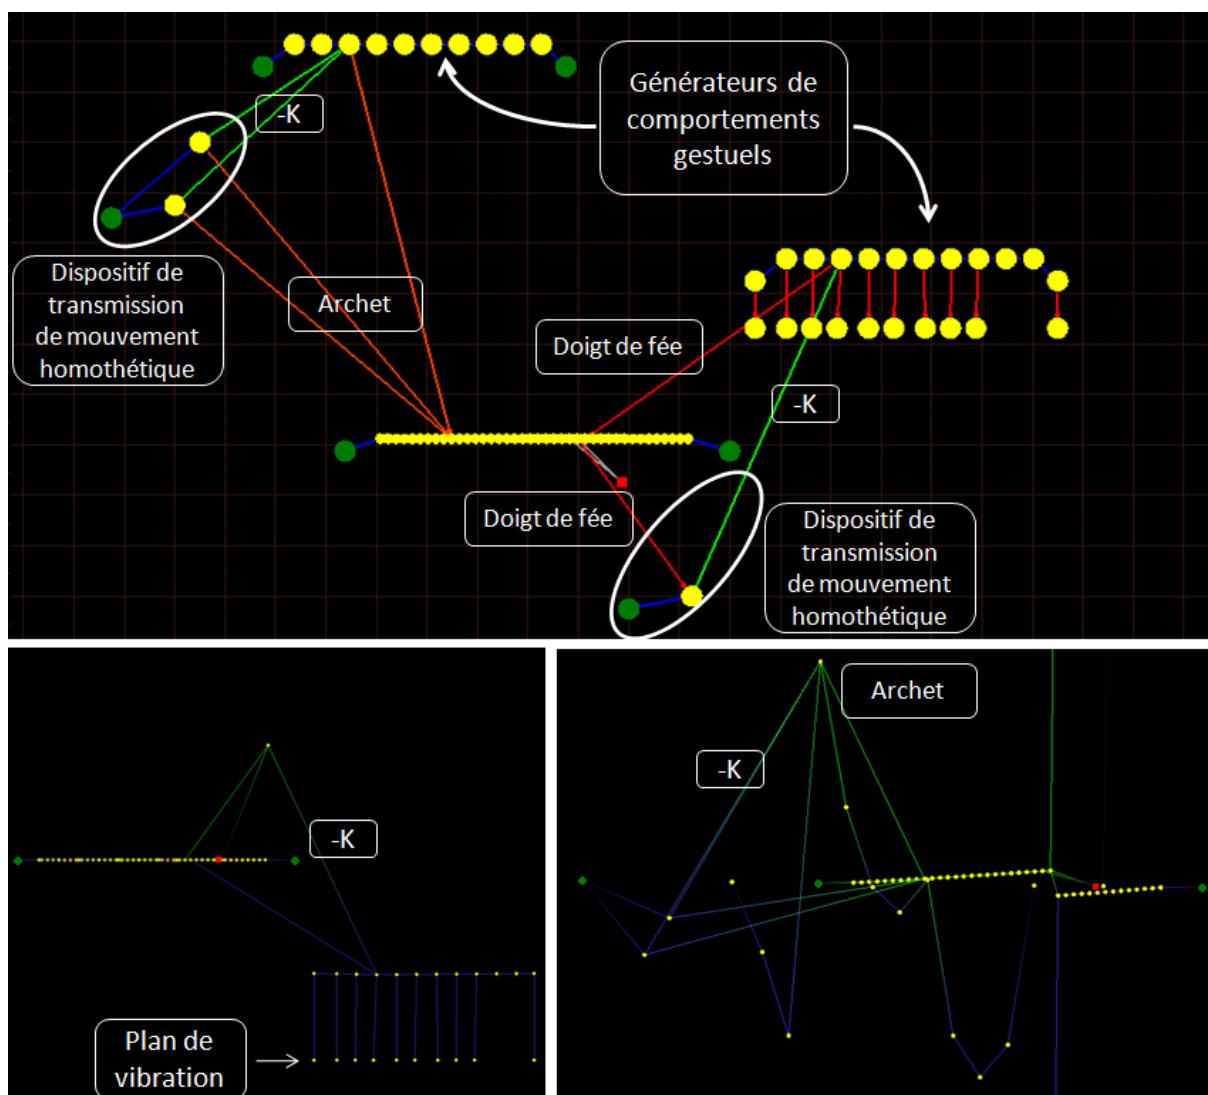 Générateurs de
comportements
gestuels
-K
Dispositif de
transmission
de mouvement
homothétique
Archet
Doigt de fée
-K
Doigt de fée
Dispositif de
transmission
de mouvement
homothétique
-K
Plan de
vibration
Archet
-K